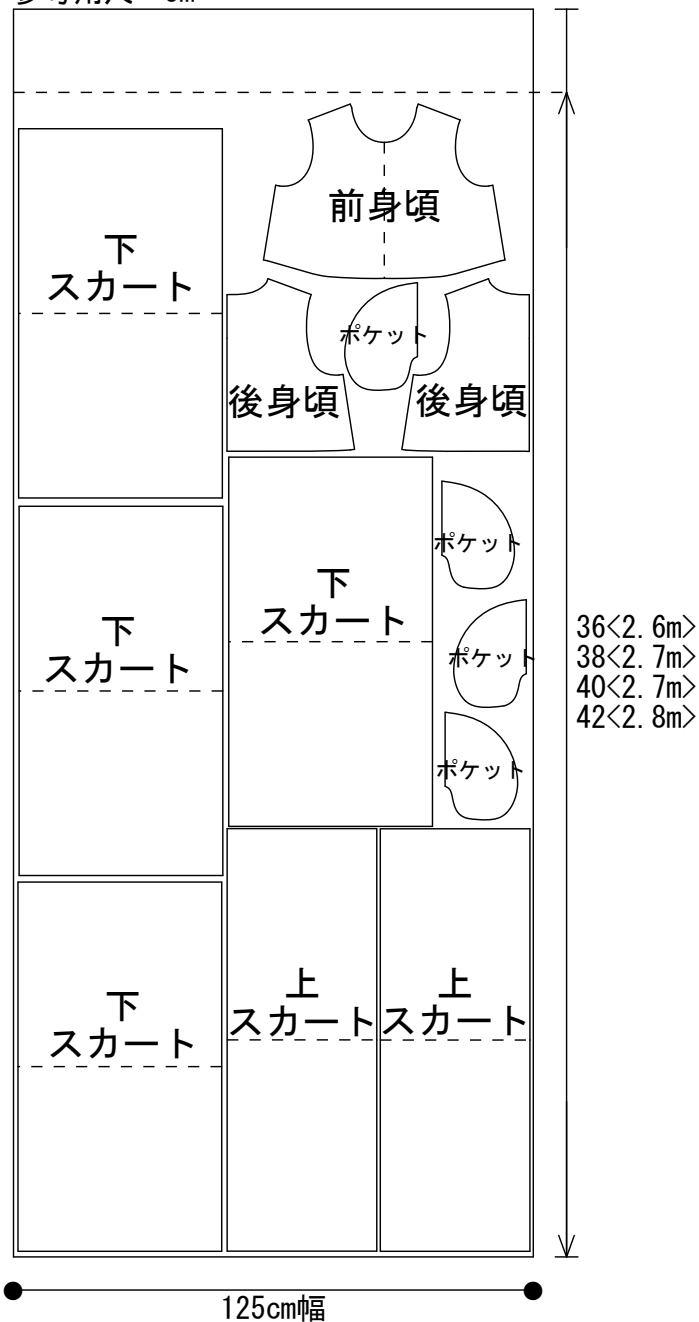 前身頃
下
スカート
ポケット
後身頃
後身頃
ポケット
下
スカート
下
スカート
36<2.6m>
38<2.7m>
40<2.7m>
42<2.8m>
ポケット
ポケット
下
スカート
上
スカート
上
スカート
125cm幅